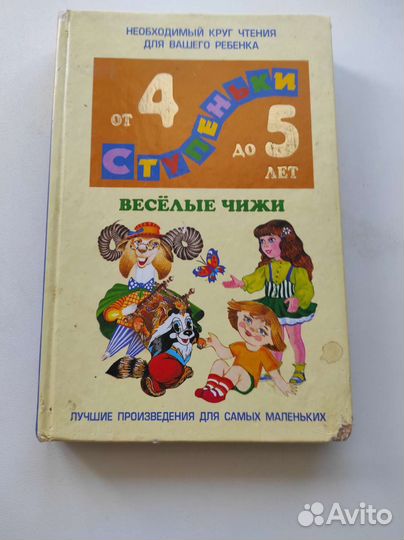 НЕОБХОДИМЫЙ КРУГ ЧТЕНИЯ
ДЛЯ ВАШЕГО РЕБЕНКА
ОТ 4
СТУПЕНЬКИ
ДО 5
ЛЕТ
ВЕСЁЛЫЕ ЧИЖИ
ЛУЧШИЕ ПРОИЗВЕДЕНИЯ ДЛЯ САМЫХ МАЛЕНЬКИХ
Avito